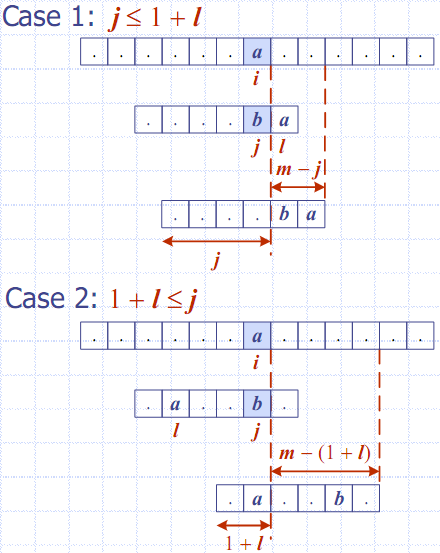 Case 1: j ≤ 1 + l
. . . . . . a . . . . . .
i
. . . . b a
j l
m − j
. . . . b a
j
Case 2: 1 + l ≤ j
. . . . . . a . . . . . .
i
. a . . b .
l j
m − (1 + l)
. a . . b .
1 + l